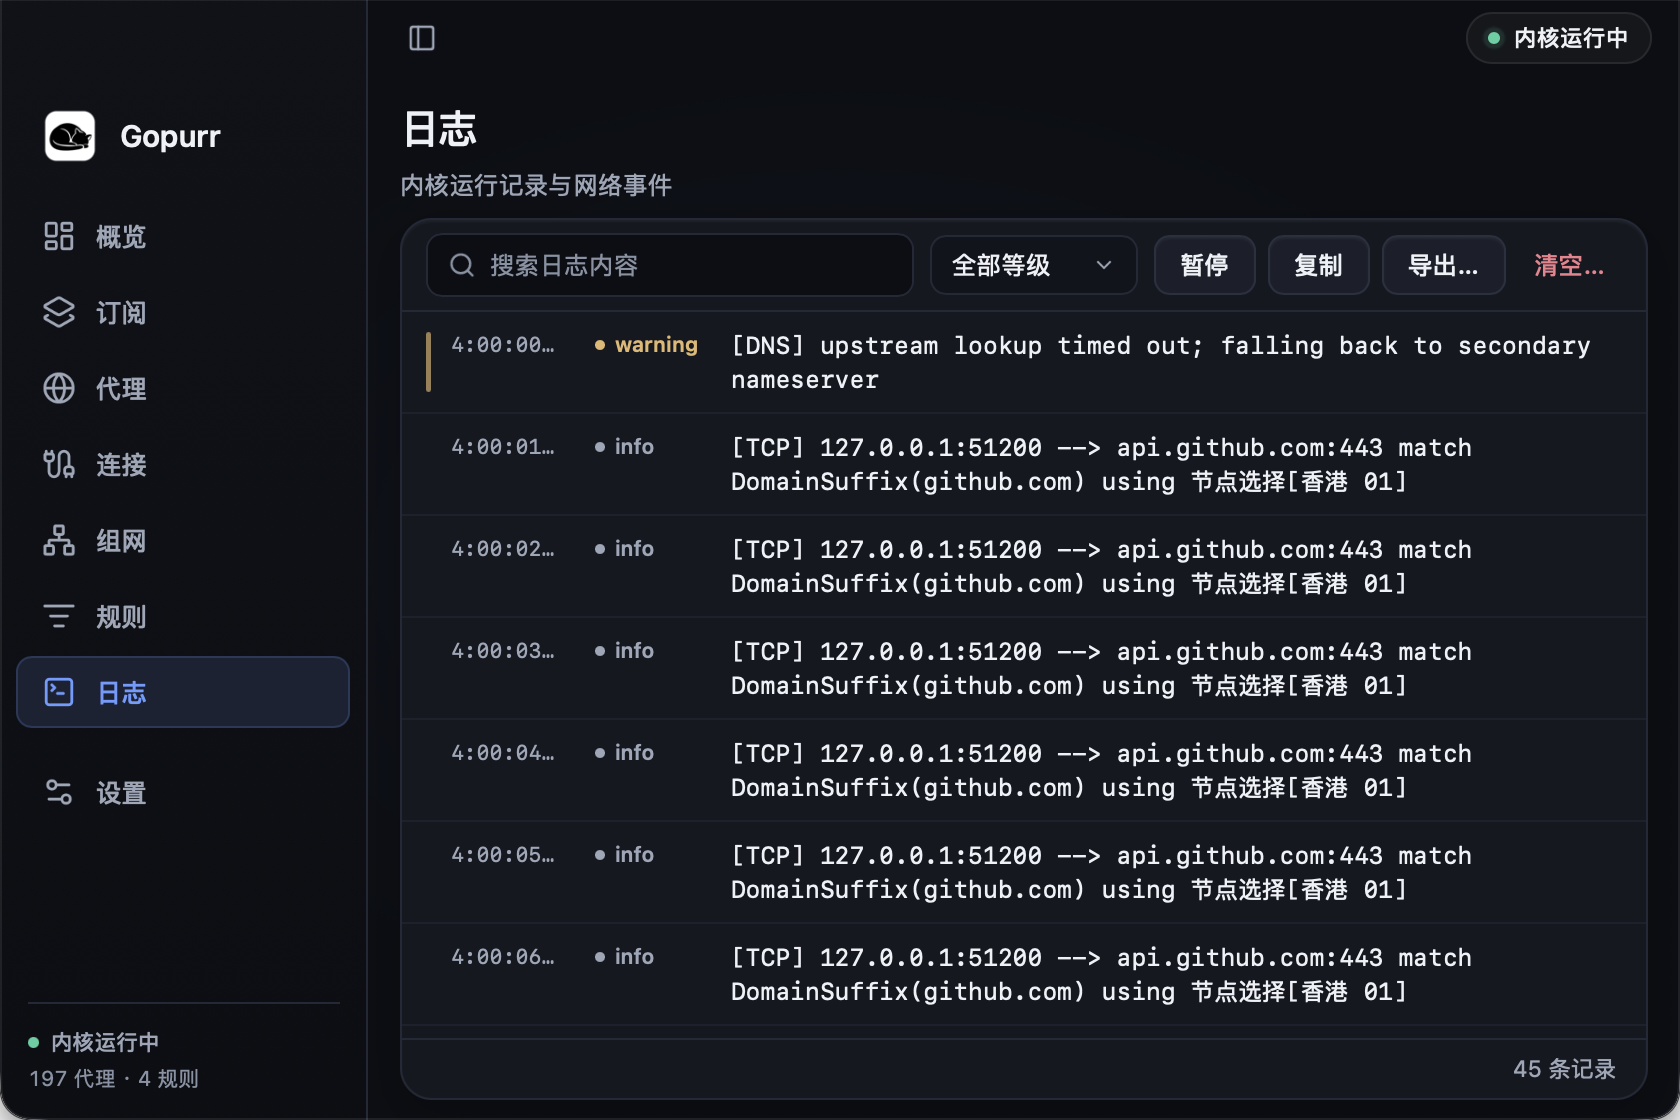 内核运行中
Gopurr
概览
订阅
代理
连接
组网
规则
日志
设置
内核运行中
197 代理 · 4 规则
日志
内核运行记录与网络事件
搜索日志内容
全部等级
暂停
复制
导出...
清空...
4:00:00… warning [DNS] upstream lookup timed out; falling back to secondary
nameserver
4:00:01… info [TCP] 127.0.0.1:51200 --> api.github.com:443 match
DomainSuffix(github.com) using 节点选择[香港 01]
4:00:02… info [TCP] 127.0.0.1:51200 --> api.github.com:443 match
DomainSuffix(github.com) using 节点选择[香港 01]
4:00:03… info [TCP] 127.0.0.1:51200 --> api.github.com:443 match
DomainSuffix(github.com) using 节点选择[香港 01]
4:00:04… info [TCP] 127.0.0.1:51200 --> api.github.com:443 match
DomainSuffix(github.com) using 节点选择[香港 01]
4:00:05… info [TCP] 127.0.0.1:51200 --> api.github.com:443 match
DomainSuffix(github.com) using 节点选择[香港 01]
4:00:06… info [TCP] 127.0.0.1:51200 --> api.github.com:443 match
DomainSuffix(github.com) using 节点选择[香港 01]
45 条记录